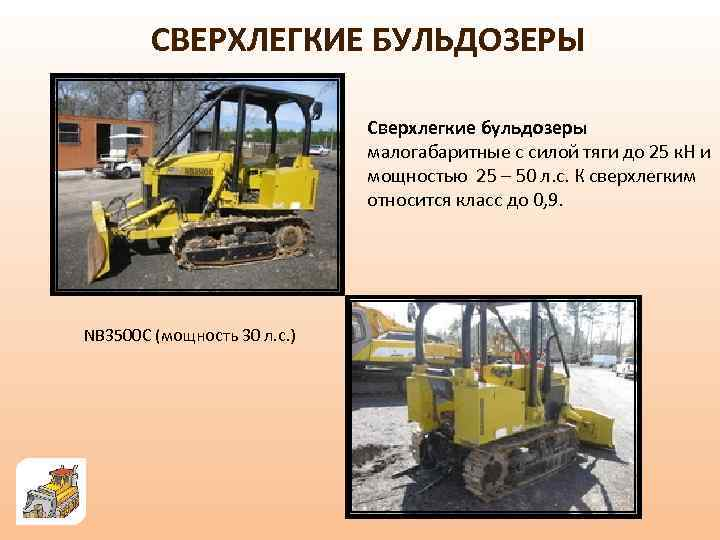 СВЕРХЛЕГКИЕ БУЛЬДОЗЕРЫ
Сверхлегкие бульдозеры
малогабаритные с силой тяги до 25 кН и
мощностью 25 – 50 л. с. К сверхлегким
относится класс до 0, 9.
NB3500C
NB3500C (мощность 30 л. с. )